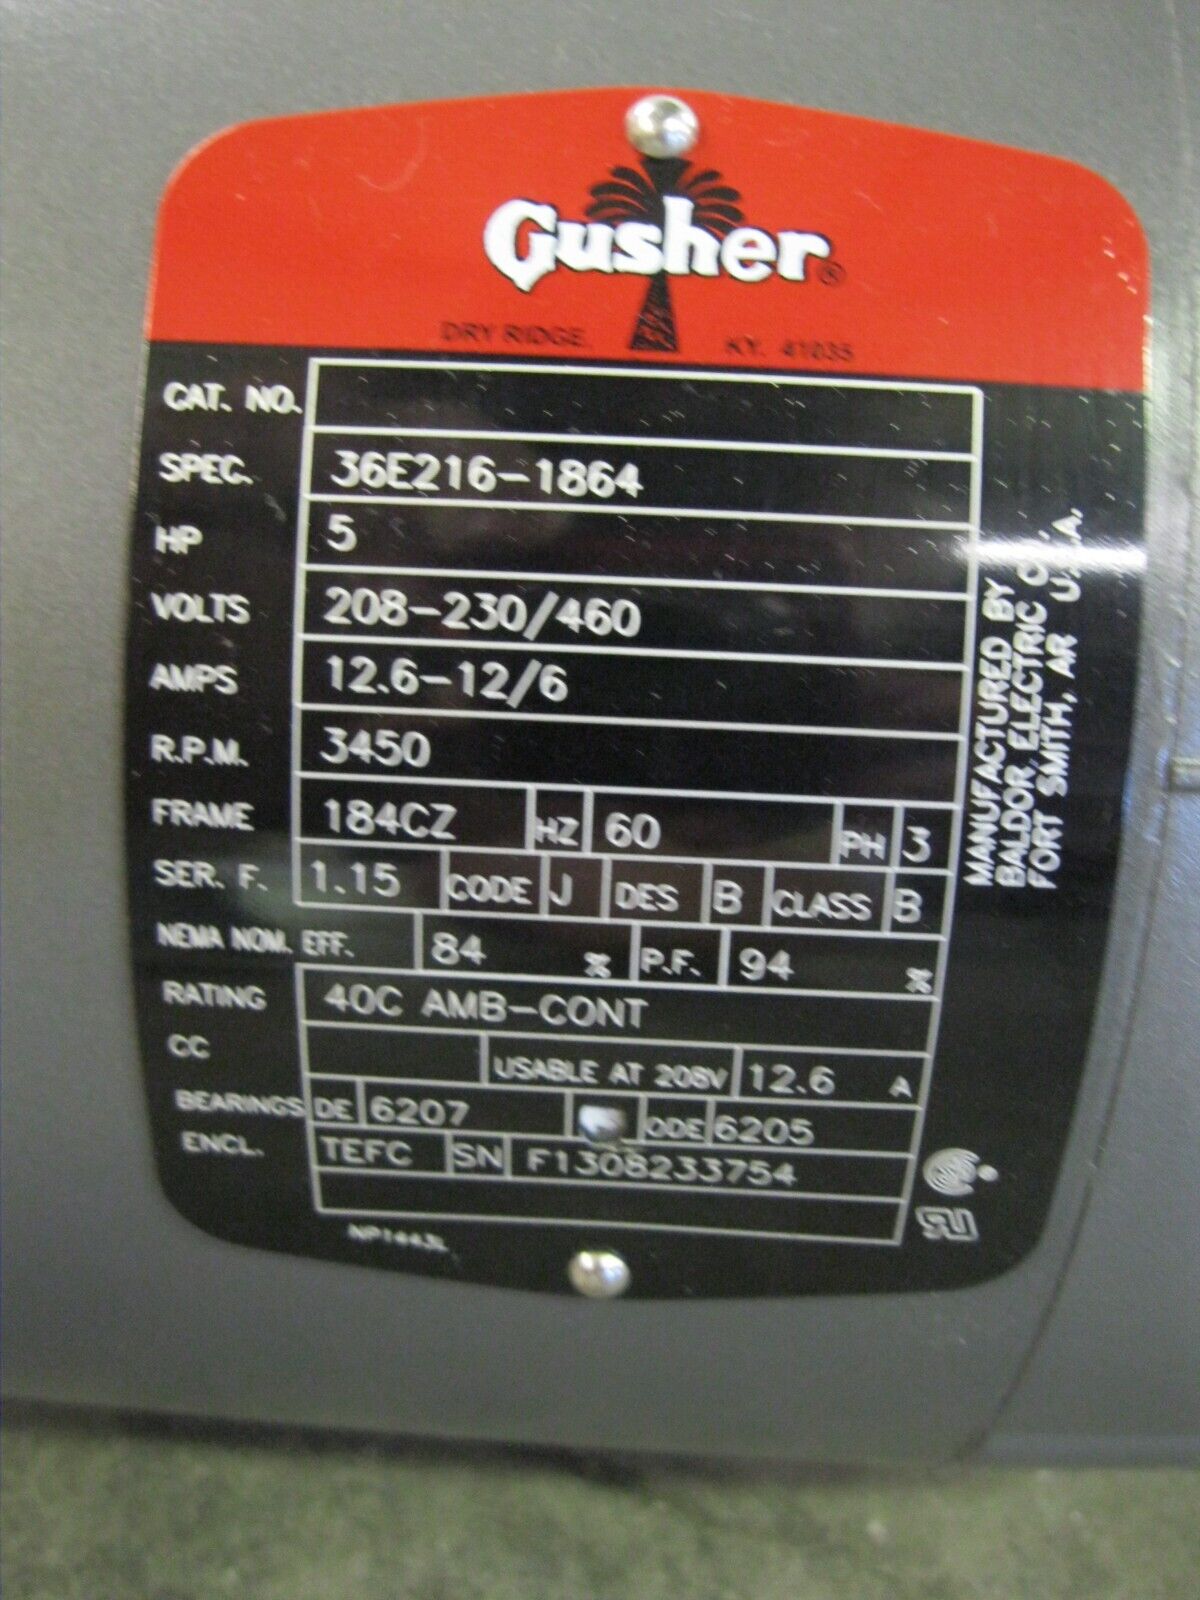 Gusher®
DRY RIDGE, KY. 41035
CAT. NO.
SPEC. 36E216-1864
HP 5
VOLTS 208-230/460
AMPS 12.6-12/6
R.P.M. 3450
FRAME 184CZ HZ 60 PH 3
SER. F. 1.15 CODE J DES B CLASS B
NEMA NOM. EFF. 84 % P.F. 94 %
RATING 40C AMB-CONT
CC USABLE AT 208V 12.6 A
BEARINGS DE 6207 ODE 6205
ENCL. TEFC SN F1308233754
NP1443L
MANUFACTURED BY
BALDOR ELECTRIC
FORT SMITH, AR U.S.A.